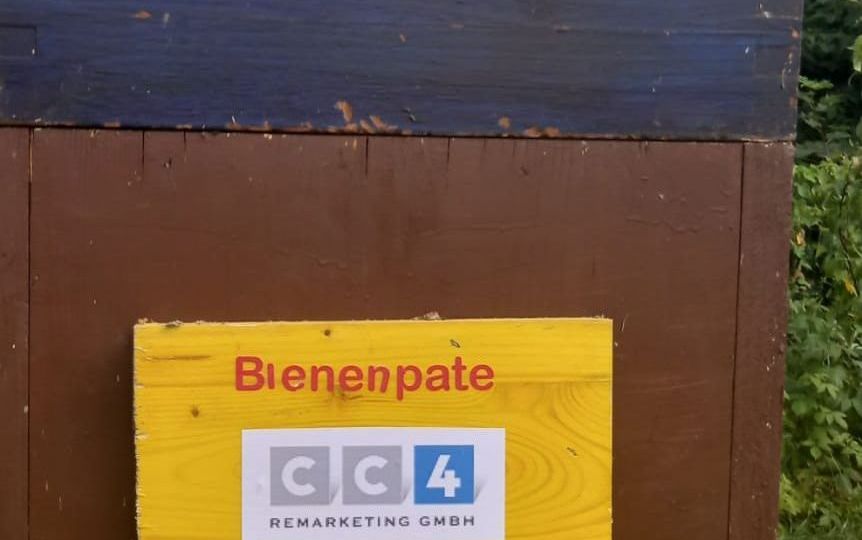 Bienenpate
CC4
REMARKETING GMBH